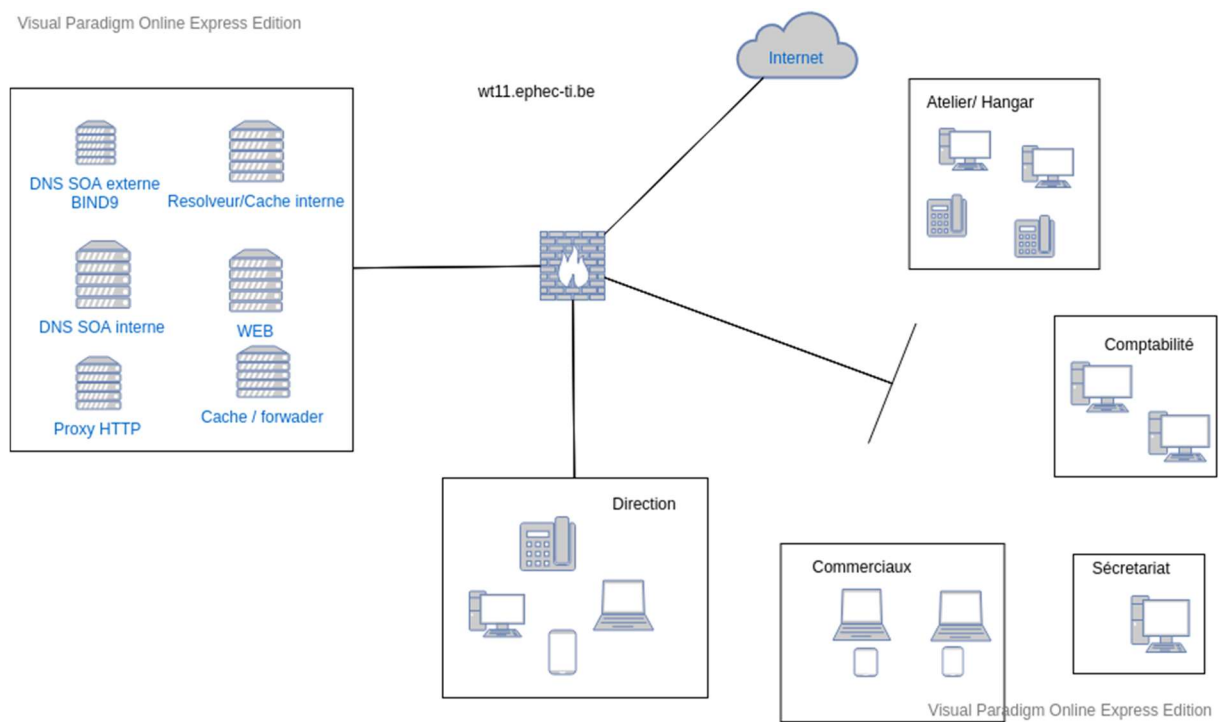 Visual Paradigm Online Express Edition
Internet
wt11.ephec-ti.be
Atelier/ Hangar
DNS SOA externe
BIND9
Resolveur/Cache interne
DNS SOA interne
WEB
Proxy HTTP
Cache / forwader
Comptabilité
Direction
Commerciaux
Sécretariat
Visual Paradigm Online Express Edition